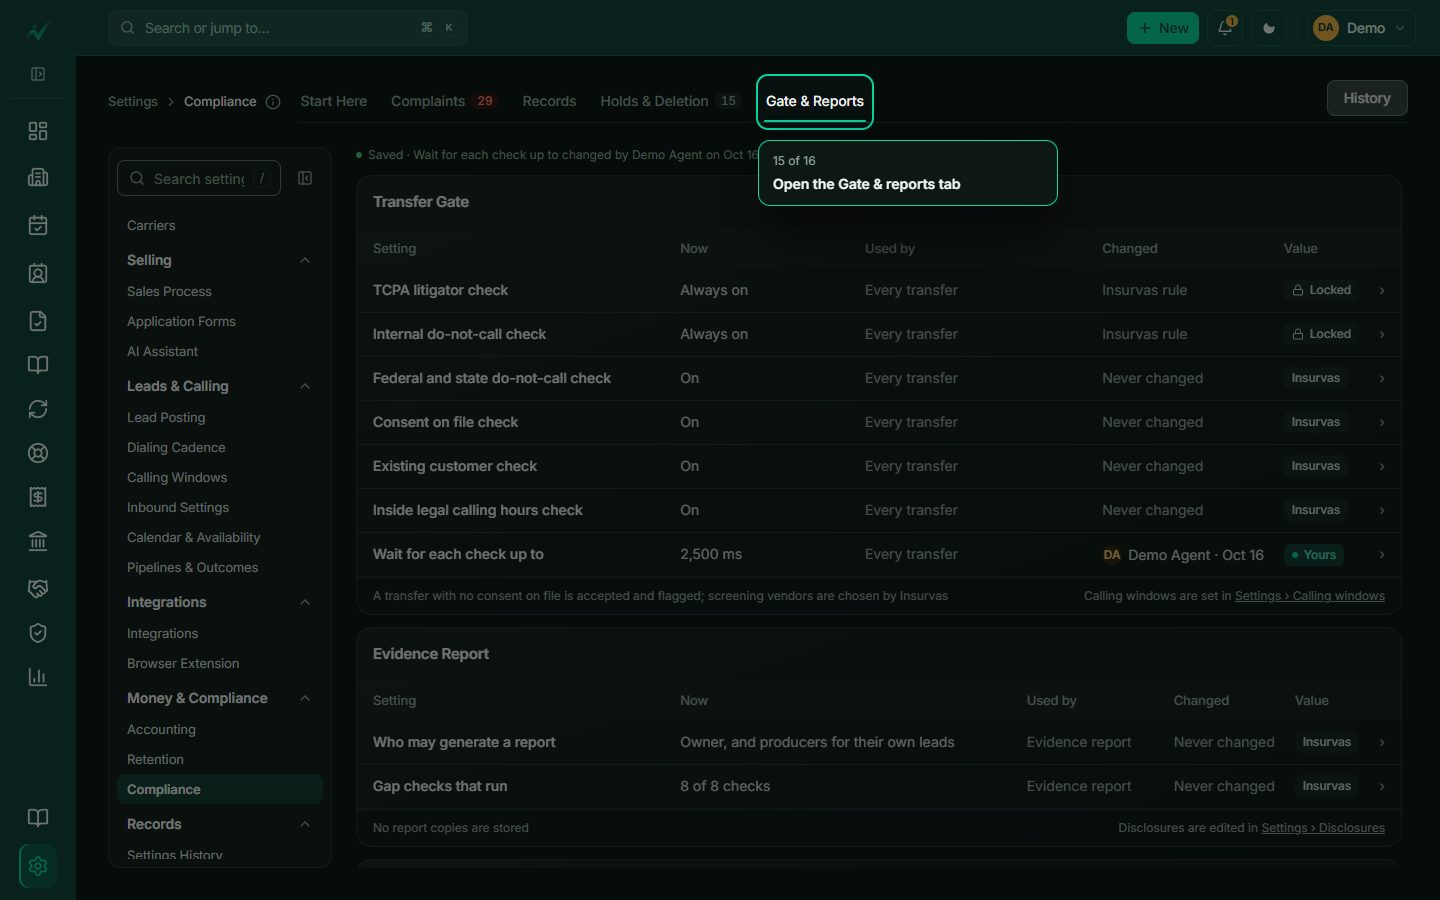 Search or jump to... ⌘ K
+ New
1
DA Demo
Settings > Compliance Start Here Complaints 29 Records Holds & Deletion 15 Gate & Reports
History
Search setting /
Carriers
Selling
Sales Process
Application Forms
AI Assistant
Leads & Calling
Lead Posting
Dialing Cadence
Calling Windows
Inbound Settings
Calendar & Availability
Pipelines & Outcomes
Integrations
Integrations
Browser Extension
Money & Compliance
Accounting
Retention
Compliance
Records
Settings History
Saved · Wait for each check up to changed by Demo Agent on Oct 16
15 of 16
Open the Gate & reports tab
Transfer Gate
Setting Now Used by Changed Value
TCPA litigator check Always on Every transfer Insurvas rule Locked
Internal do-not-call check Always on Every transfer Insurvas rule Locked
Federal and state do-not-call check On Every transfer Never changed Insurvas
Consent on file check On Every transfer Never changed Insurvas
Existing customer check On Every transfer Never changed Insurvas
Inside legal calling hours check On Every transfer Never changed Insurvas
Wait for each check up to 2,500 ms Every transfer DA Demo Agent · Oct 16 Yours
A transfer with no consent on file is accepted and flagged; screening vendors are chosen by Insurvas Calling windows are set in Settings › Calling windows
Evidence Report
Setting Now Used by Changed Value
Who may generate a report Owner, and producers for their own leads Evidence report Never changed Insurvas
Gap checks that run 8 of 8 checks Evidence report Never changed Insurvas
No report copies are stored Disclosures are edited in Settings › Disclosures